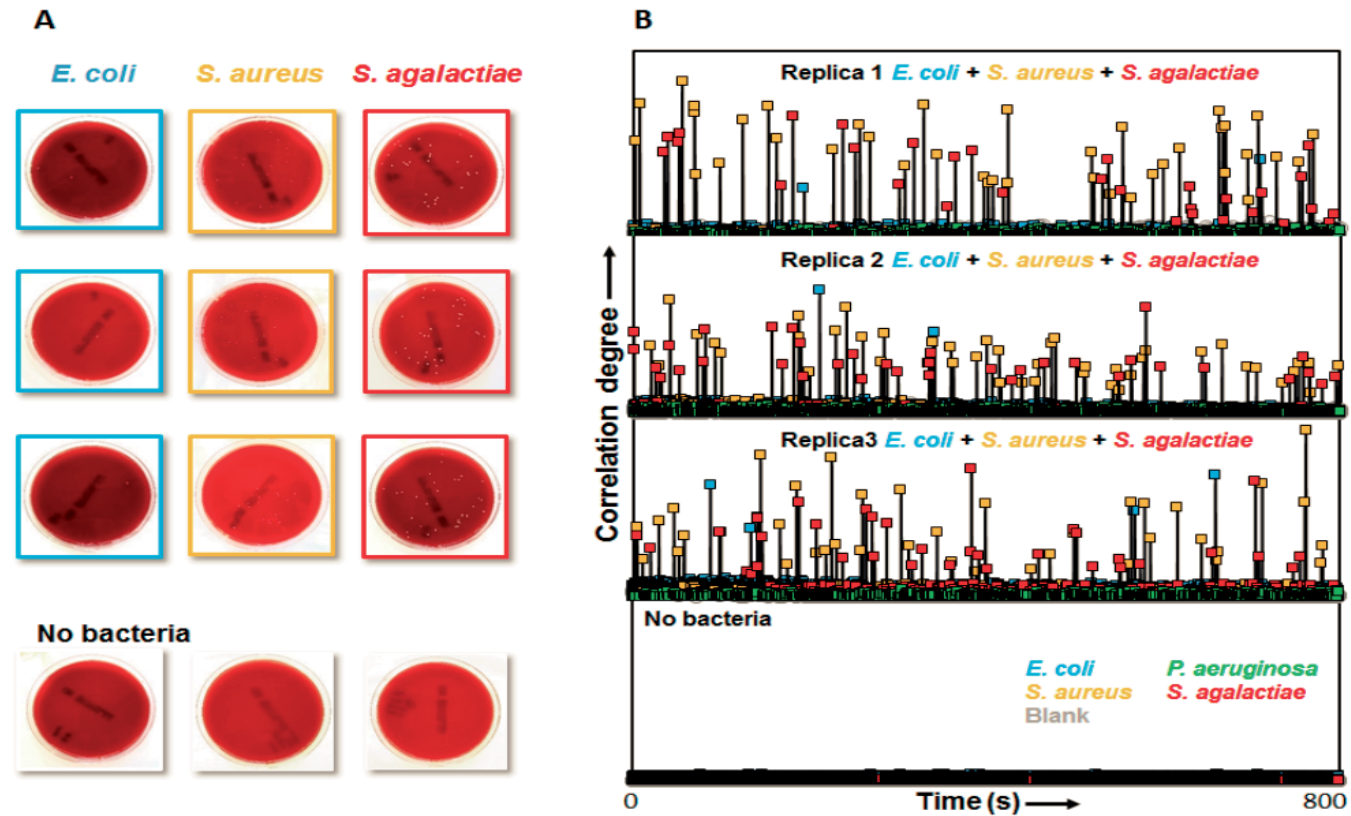 A
E. coli S. aureus S. agalactiae
No bacteria
B
Correlation degree
Replica 1 E. coli + S. aureus + S. agalactiae
Replica 2 E. coli + S. aureus + S. agalactiae
Replica3 E. coli + S. aureus + S. agalactiae
No bacteria
E. coli P. aeruginosa
S. aureus S. agalactiae
Blank
0 Time (s) 800